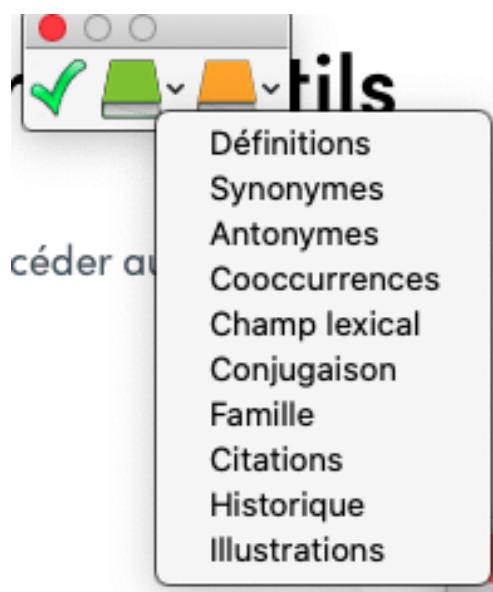 tils
céder au
Définitions
Synonymes
Antonymes
Cooccurrences
Champ lexical
Conjugaison
Famille
Citations
Historique
Illustrations